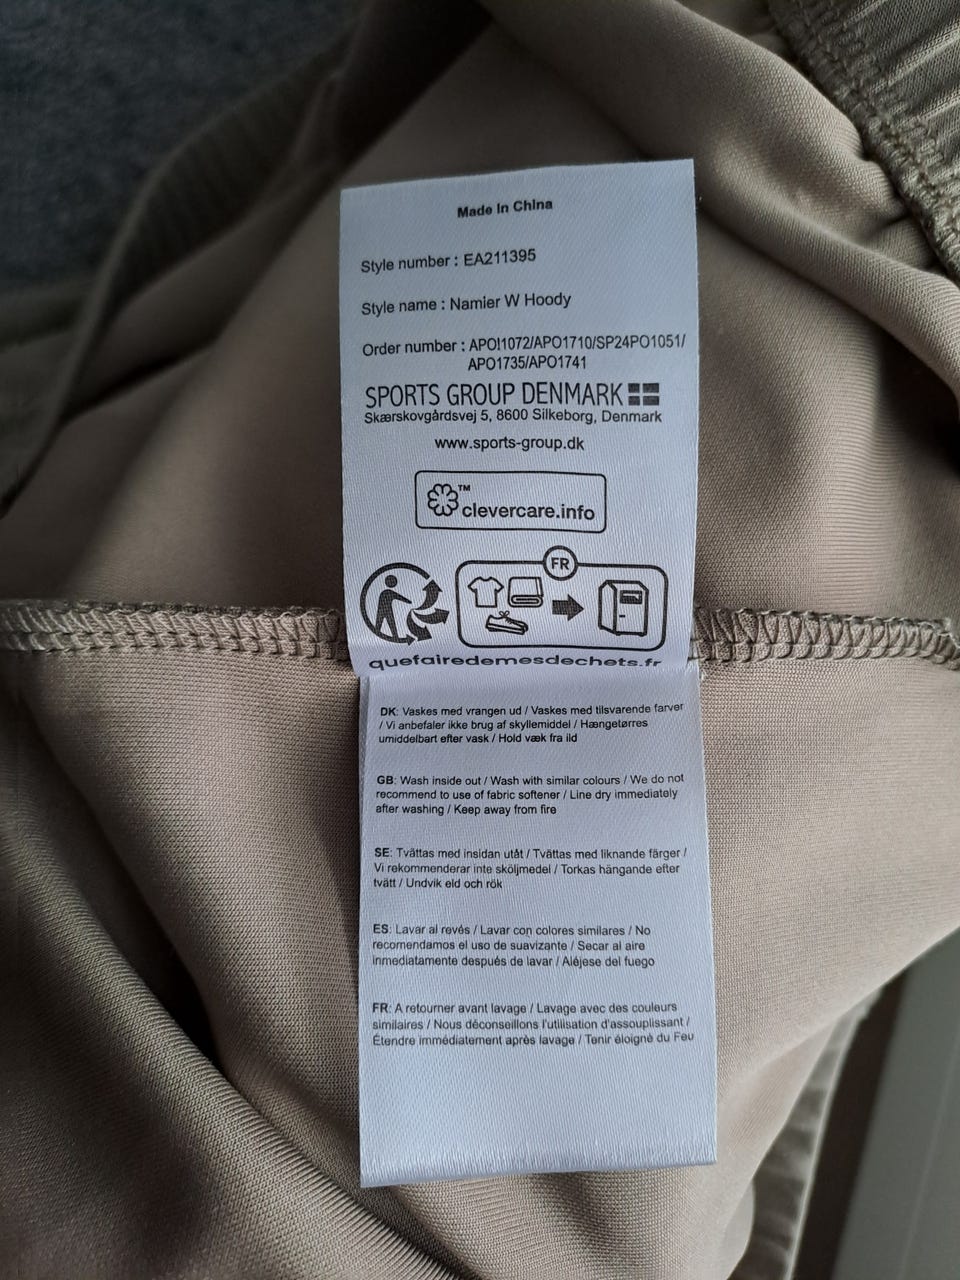 Made In China
Style number : EA211395
Style name : Namier W Hoody
Order number : APO!1072/APO1710/SP24PO1051/
APO1735/APO1741
SPORTS GROUP DENMARK
Skærskovgårdsvej 5, 8600 Silkeborg, Denmark
www.sports-group.dk
TM
clevercare.info
FR
quefairedemesdechets.fr
DK: Vaskes med vrangen ud / Vaskes med tilsvarende farver
/ Vi anbefaler ikke brug af skyllemiddel / Hængetørres
umiddelbart efter vask / Hold væk fra ild
GB: Wash inside out / Wash with similar colours / We do not
recommend to use of fabric softener / Line dry immediately
after washing / Keep away from fire
SE: Tvättas med insidan utåt / Tvättas med liknande färger /
Vi rekommenderar inte sköljmedel / Torkas hängande efter
tvätt / Undvik eld och rök
ES: Lavar al revés / Lavar con colores similares / No
recomendamos el uso de suavizante / Secar al aire
inmediatamente después de lavar / Aléjese del fuego
FR: A retourner avant lavage / Lavage avec des couleurs
similaires / Nous déconseillons l'utilisation d'assouplissant /
Étendre immédiatement après lavage / Tenir éloigné du Feu